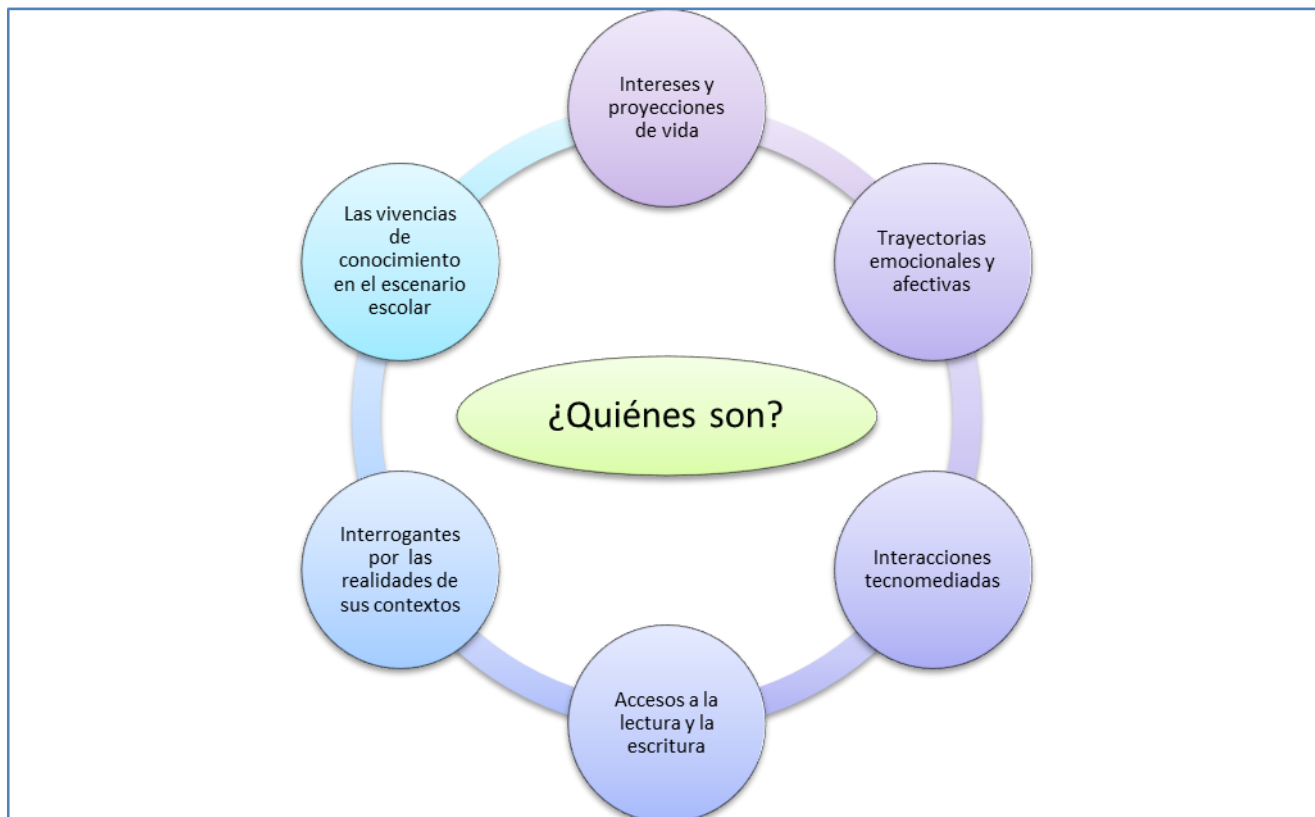 Intereses y
proyecciones
de vida
Trayectorias
emocionales y
afectivas
Interacciones
tecnomediadas
Accesos a la
lectura y la
escritura
Interrogantes
por las
realidades de
sus contextos
Las vivencias
de
conocimiento
en el escenario
escolar
¿Quiénes son?